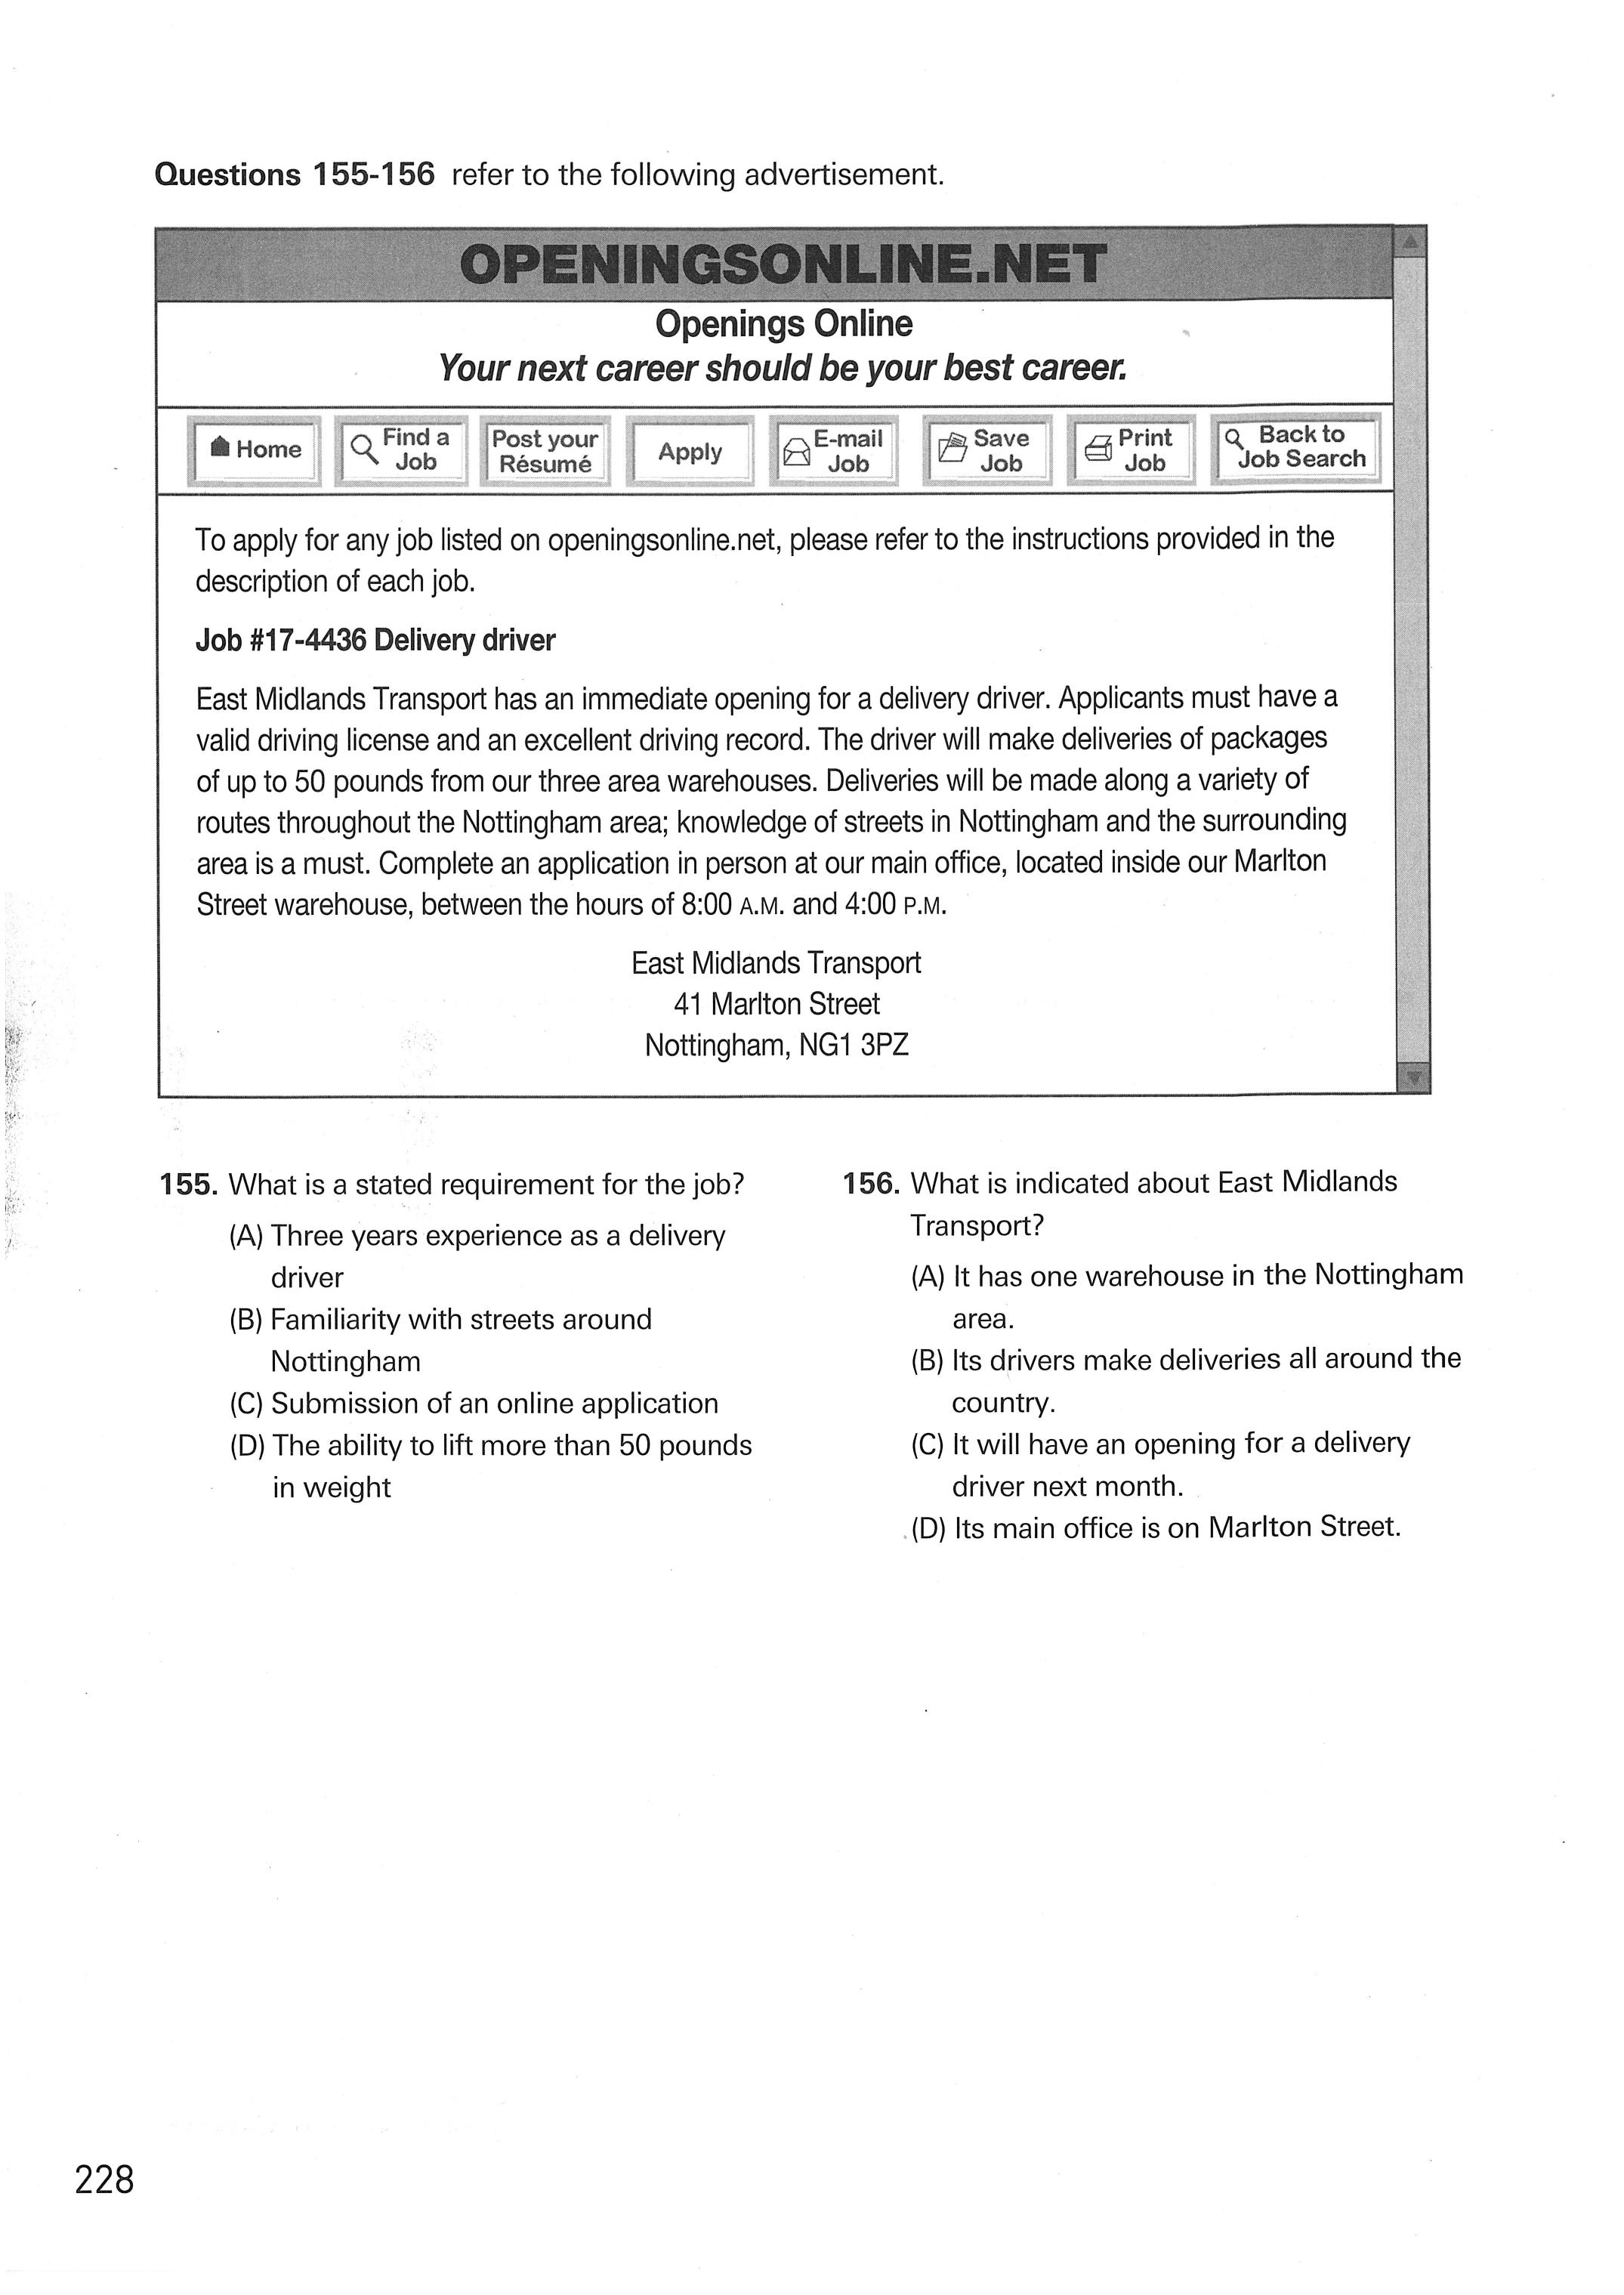 Questions 155-156 refer to the following advertisement.
OPENINGSONLINE.NET
Openings Online
Your next career should be your best career.
Home
Find a
Job
Post your
Résumé
Apply
E-mail
Job
Save
Job
Print
Job
Back to
Job Search
To apply for any job listed on openingsonline.net, please refer to the instructions provided in the
description of each job.
Job #17-4436 Delivery driver
East Midlands Transport has an immediate opening for a delivery driver. Applicants must have a
valid driving license and an excellent driving record. The driver will make deliveries of packages
of up to 50 pounds from our three area warehouses. Deliveries will be made along a variety of
routes throughout the Nottingham area; knowledge of streets in Nottingham and the surrounding
area is a must. Complete an application in person at our main office, located inside our Marlton
Street warehouse, between the hours of 8:00 A.M. and 4:00 P.M.
East Midlands Transport
41 Marlton Street
Nottingham, NG1 3PZ
155. What is a stated requirement for the job?
(A) Three years experience as a delivery
driver
(B) Familiarity with streets around
Nottingham
(C) Submission of an online application
(D) The ability to lift more than 50 pounds
in weight
156. What is indicated about East Midlands
Transport?
(A) It has one warehouse in the Nottingham
area.
(B) Its drivers make deliveries all around the
country.
(C) It will have an opening for a delivery
driver next month.
(D) Its main office is on Marlton Street.
228